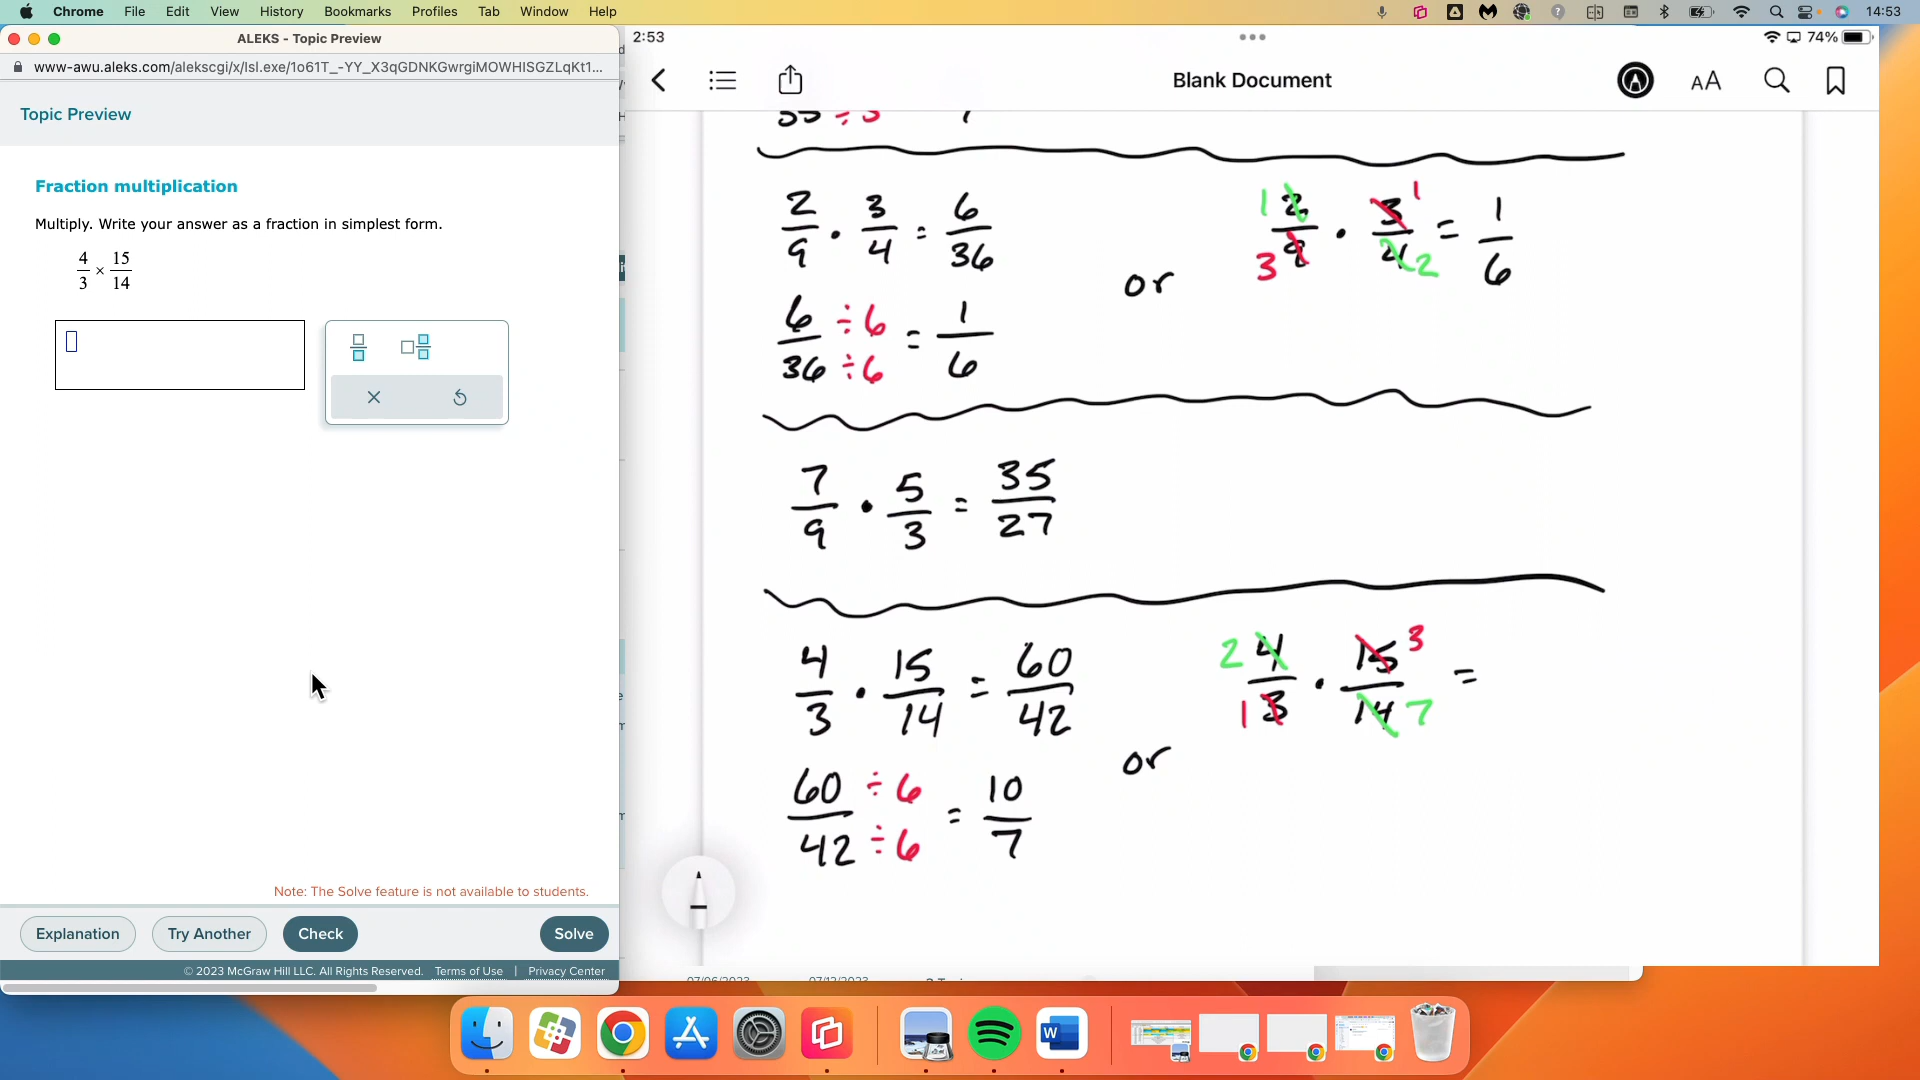 Chrome File Edit View History Bookmarks Profiles Tab Window Help 14:53
ALEKS - Topic Preview
www-awu.aleks.com/alekscgi/x/Isl.exe/1o61T_-YY_X3qGDNKGwrgiMOWHISGZLqKt1...
Topic Preview
Fraction multiplication
Multiply. Write your answer as a fraction in simplest form.
4/3 × 15/14
Note: The Solve feature is not available to students.
Explanation Try Another Check Solve
© 2023 McGraw Hill LLC. All Rights Reserved. Terms of Use | Privacy Center
2:53 74%
Blank Document
AA
2/9 · 3/4 = 6/36
6/36 ÷6/÷6 = 1/6
or
1 2/9 3 · 3/4 1 2 = 1/6
7/9 · 5/3 = 35/27
4/3 · 15/14 = 60/42
60/42 ÷6/÷6 = 10/7
or
2 4/3 1 · 15/14 3 7 =
07/06/2023 07/12/2023